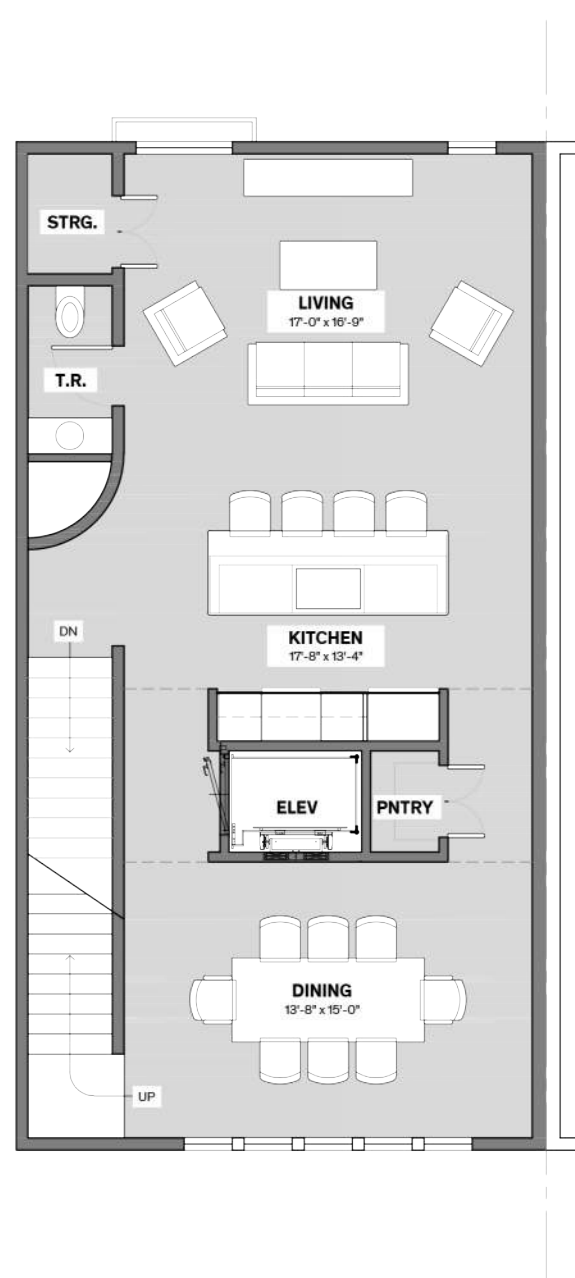 STRG.
LIVING
17'-0" x 16'-9"
T.R.
DN
KITCHEN
17'-8" x 13'-4"
ELEV
PNTRY
DINING
13'-8" x 15'-0"
UP